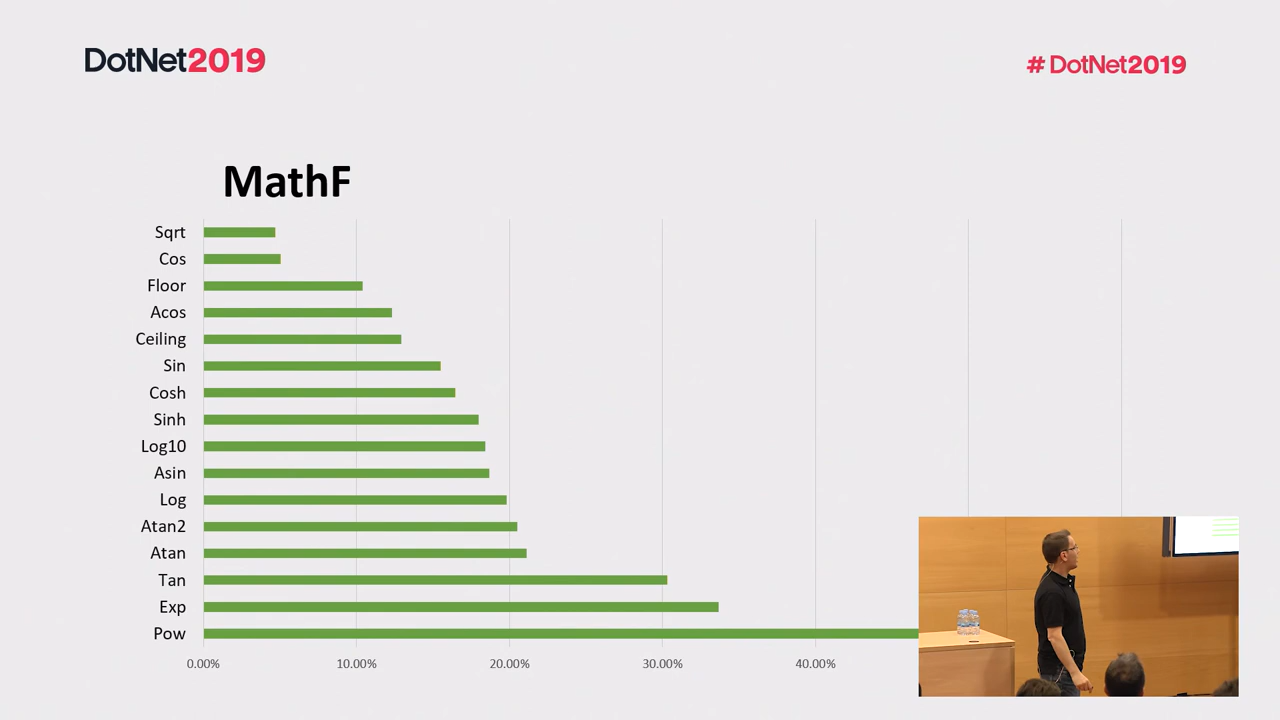 DotNet2019
# DotNet2019
MathF
Sqrt
Cos
Floor
Acos
Ceiling
Sin
Cosh
Sinh
Log10
Asin
Log
Atan2
Atan
Tan
Exp
Pow
0.00% 10.00% 20.00% 30.00% 40.00%